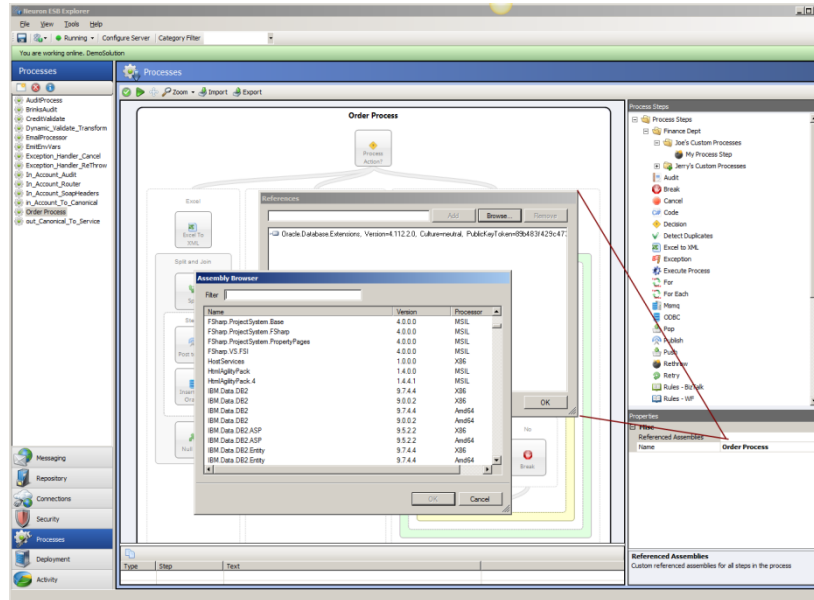 Neuron ESB Explorer
File View Tools Help
Running Configure Server Category Filter
You are working online. DemoSolution
Processes
AuditProcess
BrinksAudit
CreditValidate
Dynamic_Validate_Transform
EmailProcessor
EmitEnvVars
Exception_Handler_Cancel
Exception_Handler_ReThrow
In_Account_Audit
In_Account_Router
In_Account_SoapHeaders
in_Account_To_Canonical
Order Process
out_Canonical_To_Service
Messaging
Repository
Connections
Security
Processes
Deployment
Activity
Processes
Zoom Import Export
Order Process
Process
Action?
Excel
Excel To
XML
Split and Join
No
Break
References
Add Browse... Remove
Oracle.Database.Extensions, Version=4.112.2.0, Culture=neutral, PublicKeyToken=89b483f429c47
OK
Assembly Browser
Filter
Name Version Processor
FSharp.ProjectSystem.Base 4.0.0.0 MSIL
FSharp.ProjectSystem.FSharp 4.0.0.0 MSIL
FSharp.ProjectSystem.PropertyPages 4.0.0.0 MSIL
FSharp.VS.FSI 4.0.0.0 MSIL
HostServices 1.0.0.0 X86
HtmlAgilityPack 1.4.0.0 MSIL
HtmlAgilityPack.4 1.4.4.1 MSIL
IBM.Data.DB2 9.7.4.4 X86
IBM.Data.DB2 9.0.0.2 X86
IBM.Data.DB2 9.7.4.4 Amd64
IBM.Data.DB2 9.0.0.2 Amd64
IBM.Data.DB2.ASP 9.5.2.2 X86
IBM.Data.DB2.ASP 9.5.2.2 Amd64
IBM.Data.DB2.Entity 9.7.4.4 X86
IBM.Data.DB2.Entity 9.7.4.4 Amd64
OK Cancel
Type Step Text
Process Steps
Process Steps
Finance Dept
Joe's Custom Processes
My Process Step
Jerry's Custom Processes
Audit
Break
Cancel
C# Code
Decision
Detect Duplicates
Excel to XML
Exception
Execute Process
For
For Each
Msmq
ODBC
Pop
Publish
Push
Rethrow
Retry
Rules - BizTalk
Rules - WF
Properties
Misc
Referenced Assemblies
Name Order Process
Referenced Assemblies
Custom referenced assemblies for all steps in the process